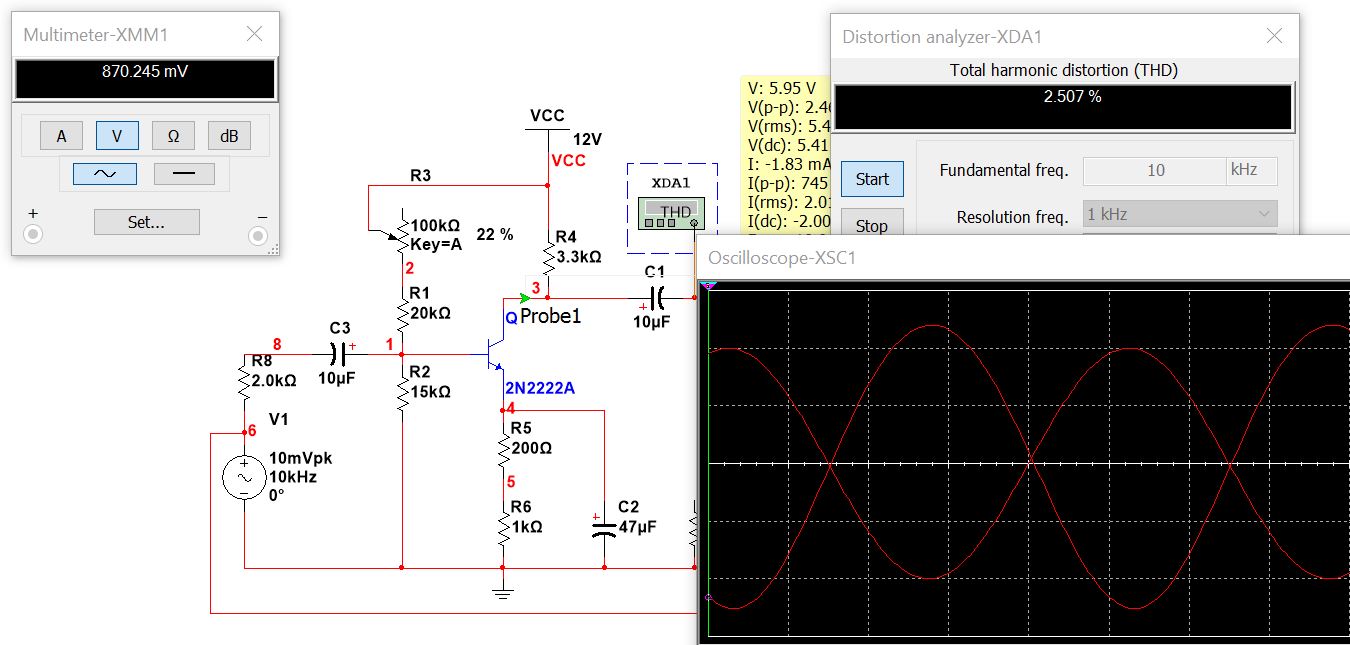 Multimeter-XMM1
870.245 mV
A
V
Ω
dB
Set...
+
−
Distortion analyzer-XDA1
Total harmonic distortion (THD)
2.507 %
Start
Stop
Fundamental freq.
10
kHz
Resolution freq.
1 kHz
V: 5.95 V
V(p-p): 2.4
V(rms): 5.4
V(dc): 5.41
I: -1.83 mA
I(p-p): 745
I(rms): 2.01
I(dc): -2.00
VCC
12V
VCC
XDA1
THD
R3
100kΩ
Key=A
22 %
2
R4
3.3kΩ
C1
10µF
3
Probe1
Q
R1
20kΩ
C3
10µF
8
1
R8
2.0kΩ
R2
15kΩ
2N2222A
4
V1
6
10mVpk
10kHz
0°
R5
200Ω
5
R6
1kΩ
C2
47µF
Oscilloscope-XSC1